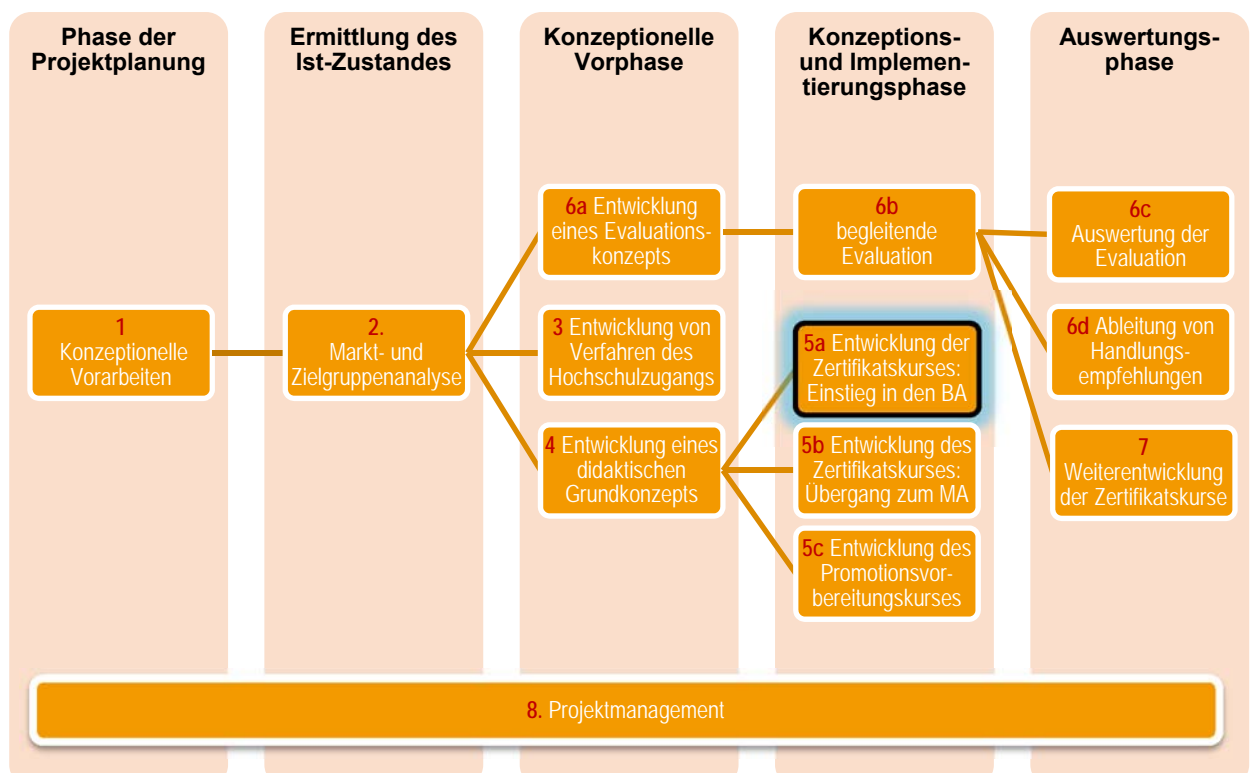 Phase der
Projektplanung
Ermittlung des
Ist-Zustandes
Konzeptionelle
Vorphase
Konzeptions-
und Implemen-
tierungsphase
Auswertungs-
phase
1
Konzeptionelle
Vorarbeiten
2.
Markt- und
Zielgruppenanalyse
6a Entwicklung
eines Evaluations-
konzepts
3 Entwicklung von
Verfahren des
Hochschulzugangs
4 Entwicklung eines
didaktischen
Grundkonzepts
6b
begleitende
Evaluation
5a Entwicklung der
Zertifikatskurses:
Einstieg in den BA
5b Entwicklung des
Zertifikatskurses:
Übergang zum MA
5c Entwicklung des
Promotionsvor-
bereitungskurses
6c
Auswertung der
Evaluation
6d Ableitung von
Handlungs-
empfehlungen
7
Weiterentwicklung
der Zertifikatskurse
8. Projektmanagement